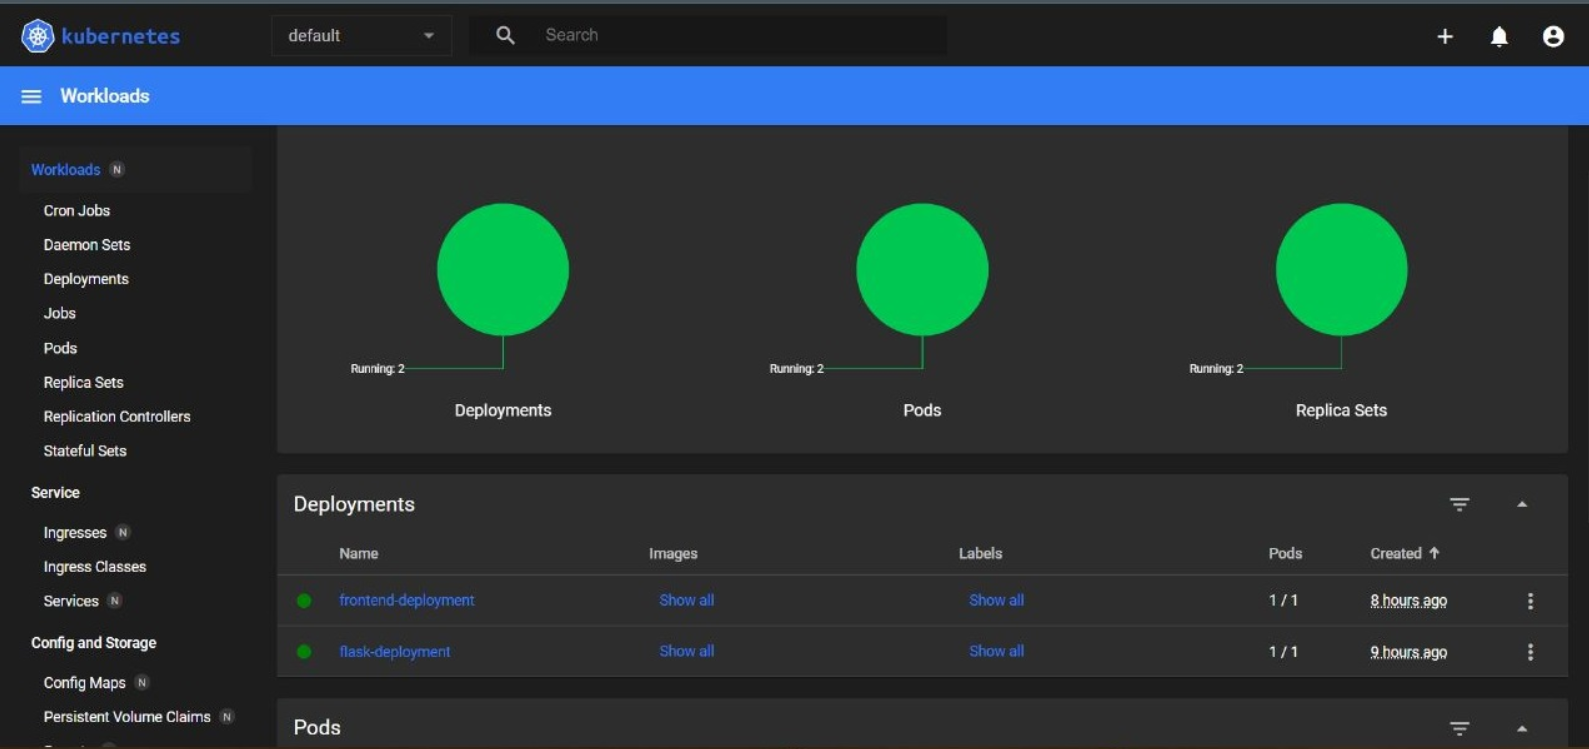 kubernetes
default
Search
Workloads
Workloads N
Cron Jobs
Daemon Sets
Deployments
Jobs
Pods
Replica Sets
Replication Controllers
Stateful Sets
Service
Ingresses N
Ingress Classes
Services N
Config and Storage
Config Maps N
Persistent Volume Claims N
Running: 2
Deployments
Running: 2
Pods
Running: 2
Replica Sets
Deployments
Name Images Labels Pods Created
frontend-deployment Show all Show all 1 / 1 8 hours ago
flask-deployment Show all Show all 1 / 1 9 hours ago
Pods